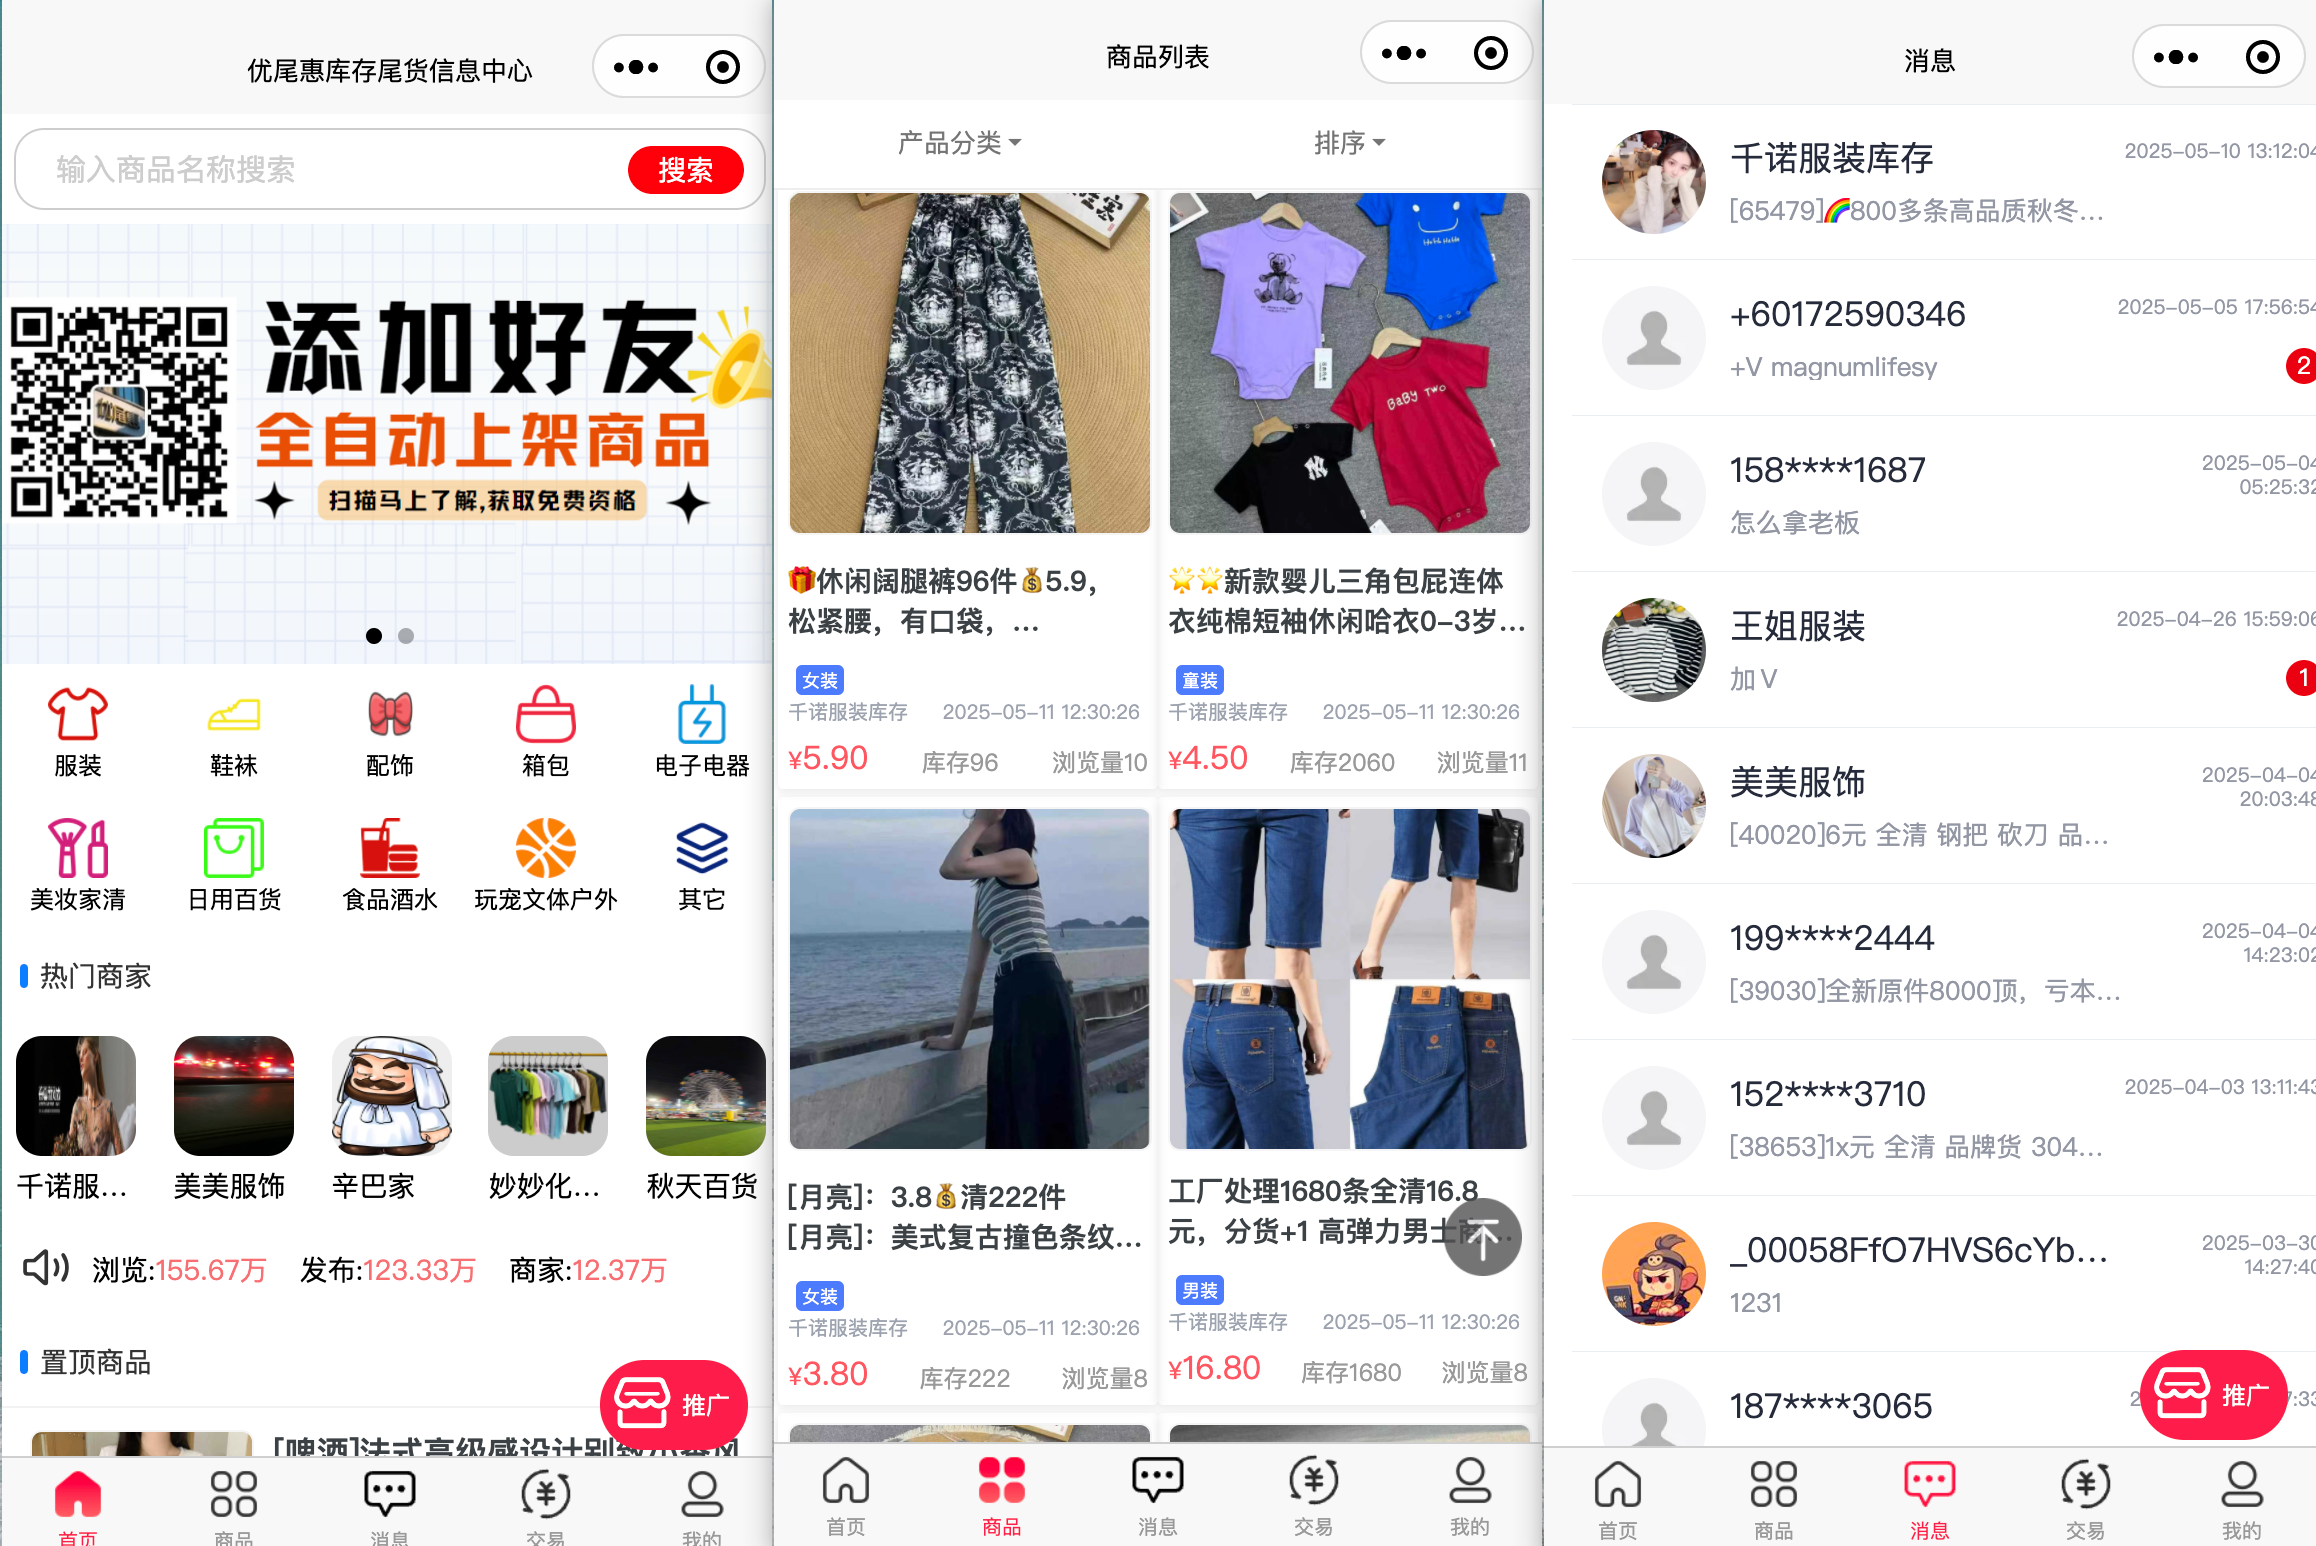 优尾惠库存尾货信息中心
输入商品名称搜索
搜索
添加好友
全自动上架商品
扫描马上了解,获取免费资格
服装
鞋袜
配饰
箱包
电子电器
美妆家清
日用百货
食品酒水
玩宠文体户外
其它
热门商家
千诺服...
美美服饰
辛巴家
妙妙化...
秋天百货
浏览:155.67万 发布:123.33万 商家:12.37万
置顶商品
[啤酒]法式高级感设计别致小香风
推广
首页
商品
消息
交易
我的
商品列表
产品分类
排序
🎁休闲阔腿裤96件💰5.9，
松紧腰，有口袋，...
女装
千诺服装库存 2025-05-11 12:30:26
¥5.90 库存96 浏览量10
BaBY TWO
🌟🌟新款婴儿三角包屁连体
衣纯棉短袖休闲哈衣0-3岁...
童装
千诺服装库存 2025-05-11 12:30:26
¥4.50 库存2060 浏览量11
[月亮]：3.8💰清222件
[月亮]：美式复古撞色条纹...
女装
千诺服装库存 2025-05-11 12:30:26
¥3.80 库存222 浏览量8
工厂处理1680条全清16.8
元，分货+1 高弹力男士商...
男装
千诺服装库存 2025-05-11 12:30:26
¥16.80 库存1680 浏览量8
首页
商品
消息
交易
我的
消息
千诺服装库存
2025-05-10 13:12:04
[65479]🌈800多条高品质秋冬...
+60172590346
2025-05-05 17:56:54
+V magnumlifesy
2
158****1687
2025-05-04
05:25:32
怎么拿老板
王姐服装
2025-04-26 15:59:06
加V
1
美美服饰
2025-04-04
20:03:48
[40020]6元 全清 钢把 砍刀 品...
199****2444
2025-04-04
14:23:02
[39030]全新原件8000顶，亏本...
152****3710
2025-04-03 13:11:43
[38653]1x元 全清 品牌货 304...
_00058FfO7HVS6cYb...
2025-03-30
14:27:40
1231
187****3065
推广
首页
商品
消息
交易
我的